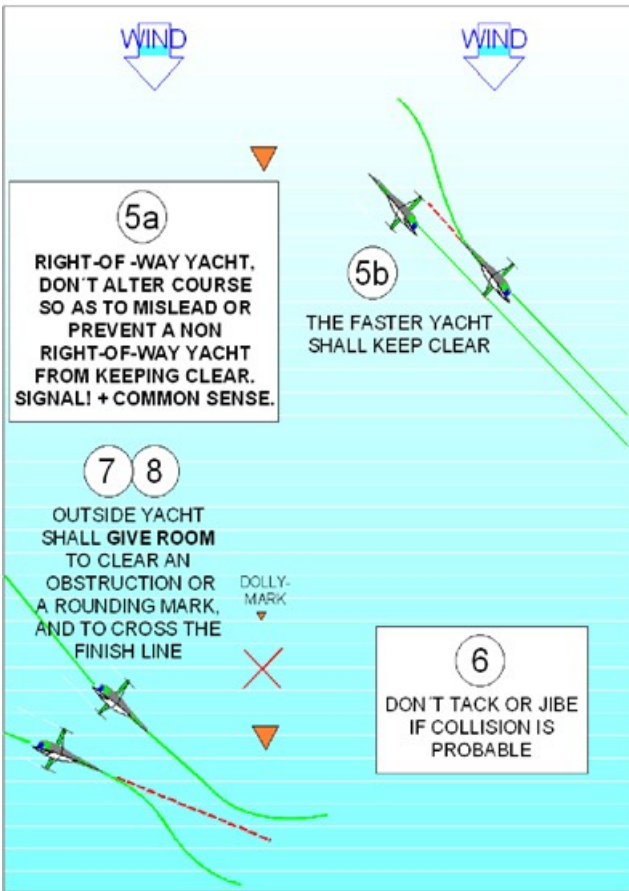 WIND
WIND
5a
RIGHT-OF -WAY YACHT,
DON´T ALTER COURSE
SO AS TO MISLEAD OR
PREVENT A NON
RIGHT-OF-WAY YACHT
FROM KEEPING CLEAR.
SIGNAL! + COMMON SENSE.
5b
THE FASTER YACHT
SHALL KEEP CLEAR
7 8
OUTSIDE YACHT
SHALL GIVE ROOM
TO CLEAR AN
OBSTRUCTION OR
A ROUNDING MARK,
AND TO CROSS THE
FINISH LINE
DOLLY-
MARK
6
DON´T TACK OR JIBE
IF COLLISION IS
PROBABLE